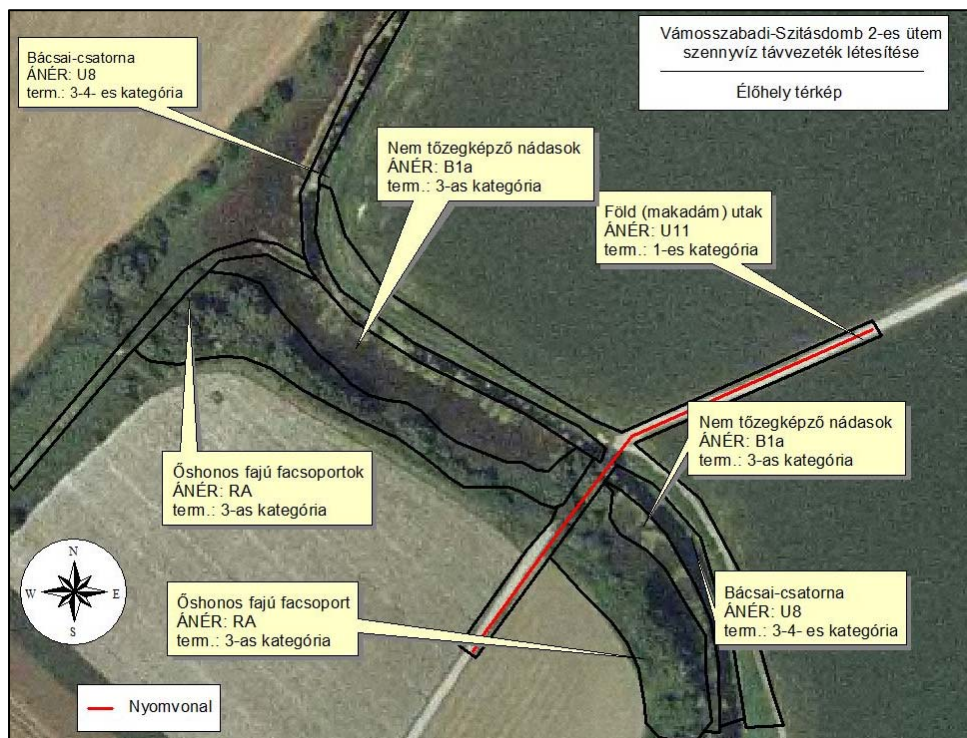 Vámosszabadi-Szitásdomb 2-es ütem
szennyvíz távvezeték létesítése
Élőhely térkép
Bácsai-csatorna
ÁNÉR: U8
term.: 3-4- es kategória
Nem tőzegképző nádasok
ÁNÉR: B1a
term.: 3-as kategória
Föld (makadám) utak
ÁNÉR: U11
term.: 1-es kategória
Nem tőzegképző nádasok
ÁNÉR: B1a
term.: 3-as kategória
Őshonos fajú facsoportok
ÁNÉR: RA
term.: 3-as kategória
Bácsai-csatorna
ÁNÉR: U8
term.: 3-4- es kategória
Őshonos fajú facsoport
ÁNÉR: RA
term.: 3-as kategória
N
W
E
S
Nyomvonal